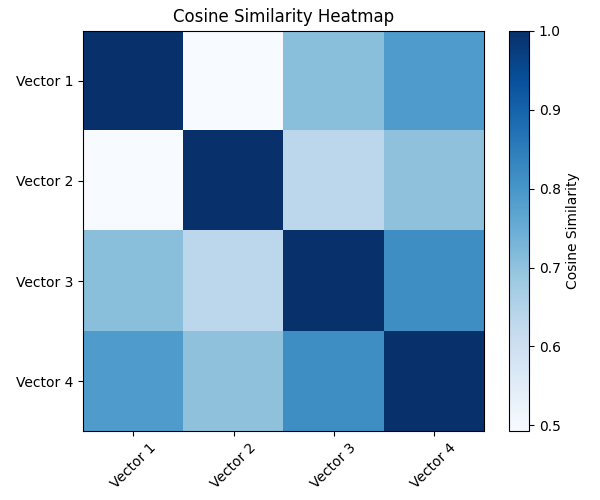 Cosine Similarity Heatmap
Vector 1
Vector 2
Vector 3
Vector 4
Vector 1
Vector 2
Vector 3
Vector 4
1.0
0.9
0.8
0.7
0.6
0.5
Cosine Similarity